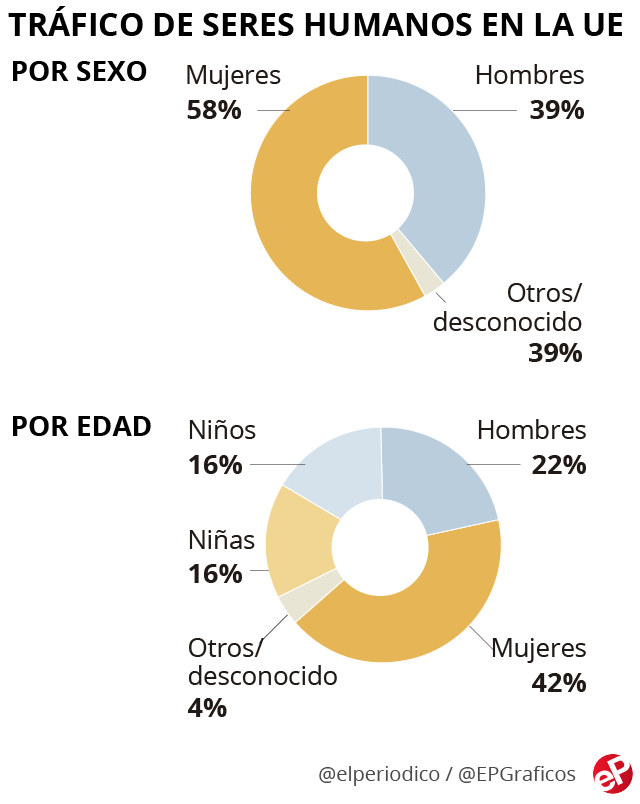 TRÁFICO DE SERES HUMANOS EN LA UE
POR SEXO
Mujeres
58%
Hombres
39%
Otros/
desconocido
39%
POR EDAD
Niños
16%
Hombres
22%
Niñas
16%
Otros/
desconocido
4%
Mujeres
42%
@elperiodico / @EPGraficos
eP